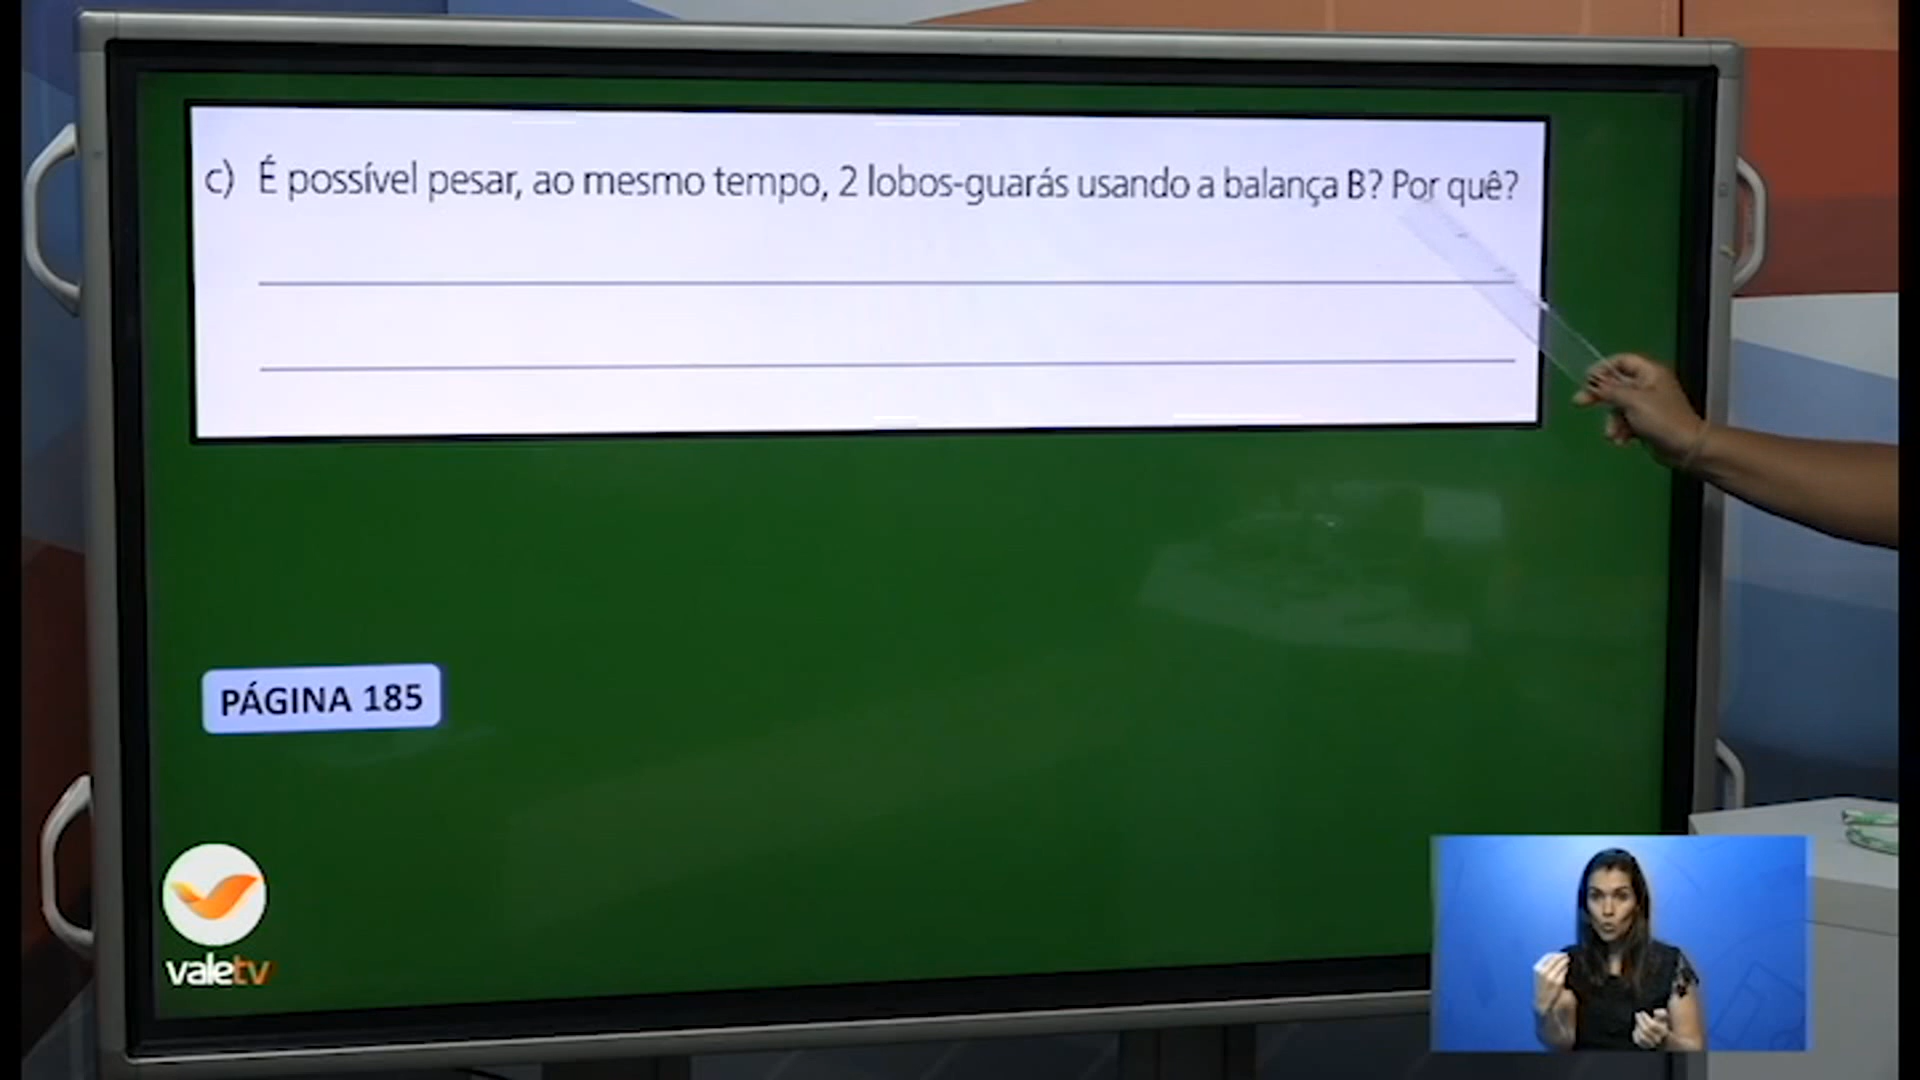 c) É possível pesar, ao mesmo tempo, 2 lobos-guarás usando a balança B? Por quê?
PÁGINA 185
valetv